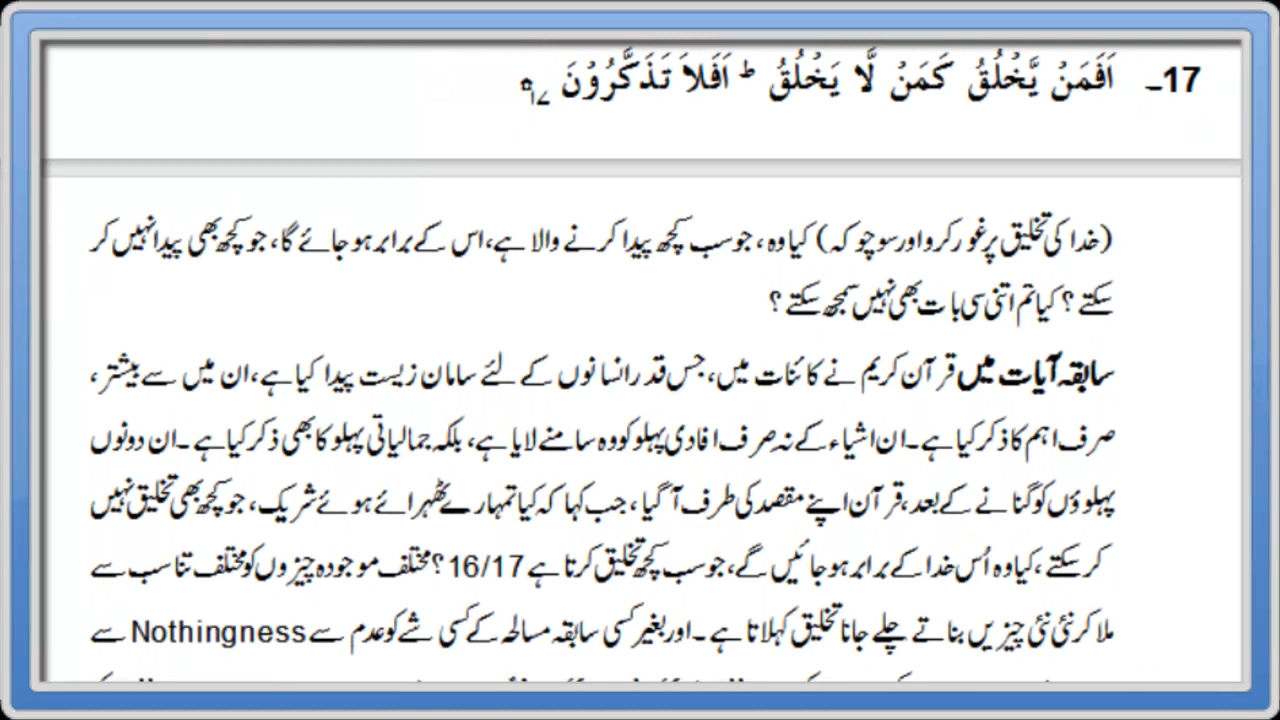 17۔ اَفَمَنْ يَّخْلُقُ كَمَنْ لَّا يَخْلُقُ ط اَفَلَا تَذَكَّرُوْنَ ۱۷
(خدا کی تخلیق پر غور کرو اور سوچو کہ) کیا وہ، جو سب کچھ پیدا کرنے والا ہے، اس کے برابر ہو جائے گا، جو کچھ بھی پیدا نہیں کر
سکتے ؟ کیا تم اتنی سی بات بھی نہیں سمجھ سکتے ؟
سابقہ آیات میں قرآن کریم نے کائنات میں، جس قدر انسانوں کے لئے سامان زیست پیدا کیا ہے، ان میں سے بیشتر،
صرف اہم کا ذکر کیا ہے۔ ان اشیاء کے نہ صرف افادی پہلو کو وہ سامنے لایا ہے، بلکہ جمالیاتی پہلو کا بھی ذکر کیا ہے۔ ان دونوں
پہلوؤں کو گنانے کے بعد، قرآن اپنے مقصد کی طرف آ گیا، جب کہا کہ کیا تمہارے ٹھہرائے ہوئے شریک، جو کچھ بھی تخلیق نہیں
کر سکتے، کیا وہ اُس خدا کے برابر ہو جائیں گے، جو سب کچھ تخلیق کرتا ہے 16/17 ؟ مختلف موجودہ چیزوں کو مختلف تناسب سے
ملا کر نئی نئی چیزیں بناتے چلے جانا تخلیق کہلاتا ہے۔ اور بغیر کسی سابقہ مسالحہ کے کسی شے کو عدم سے Nothingness سے